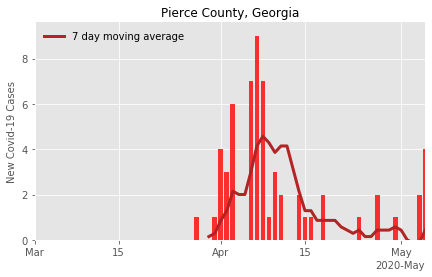 Pierce County, Georgia
7 day moving average
New Covid-19 Cases
8
6
4
2
0
Mar
15
Apr
15
May
2020-May